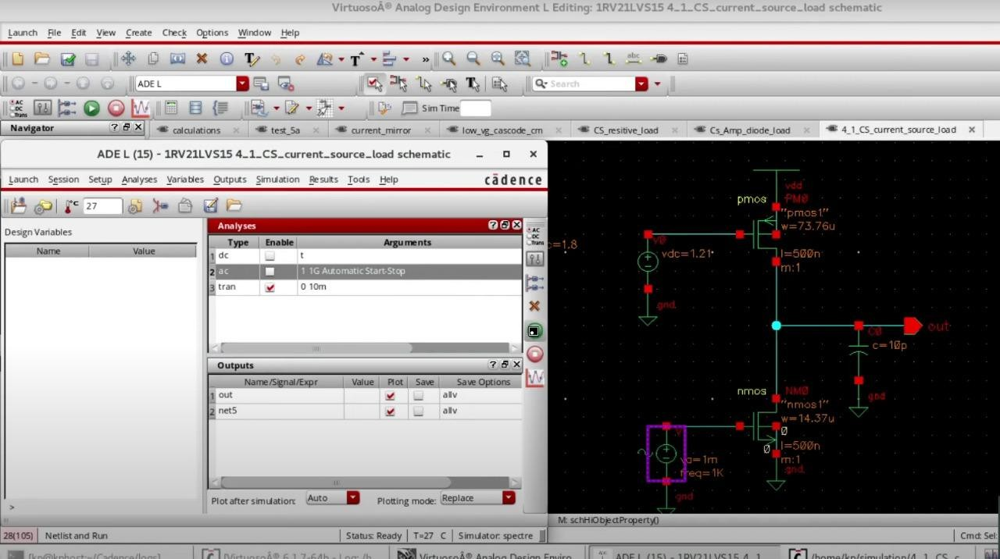 VirtuosoÂ® Analog Design Environment L Editing: 1RV21LVS15 4_1_CS_current_source_load schematic
Launch File Edit View Create Check Options Window Help
ADE L
Search
AC DC Trans
Sim Time
Navigator
calculations test_5a current_mirror low_vg_cascode_cm CS_resitive_load Cs_Amp_diode_load 4_1_CS_current_source_load
ADE L (15) - 1RV21LVS15 4_1_CS_current_source_load schematic
Launch Session Setup Analyses Variables Outputs Simulation Results Tools Help
cādence
°C 27
Design Variables
Name Value
>
Analyses
Type Enable Arguments
1 dc t
2 ac 1 1G Automatic Start-Stop
3 tran 0 10m
AC DC Trans
Outputs
Name/Signal/Expr Value Plot Save Save Options
1 out allv
2 net5 allv
Plot after simulation: Auto Plotting mode: Replace
28(105) Netlist and Run Status: Ready T=27 C Simulator: spectre
vdd
pmos PM0
"pmos1"
w=73.76u
l=500n
m:1
c=1.8
V0
vdc=1.21
gnd
out
C0
c=10p
gnd
nmos NM0
"nmos1"
w=14.37u
0
0
l=500n
m:1
gnd
va=1m
freq=1K
gnd
M: schHiObjectProperty()
Cmd: Sel:
[kp@kphost:~/Cadence/logs]
[VirtuosoÂ® 6.1.7-64b - Log: /h
VirtuosoÂ® Analog Design Enviro
ADE L (15) - 1RV21LVS15 4_1
/home/kp/simulation/4_1_CS_c